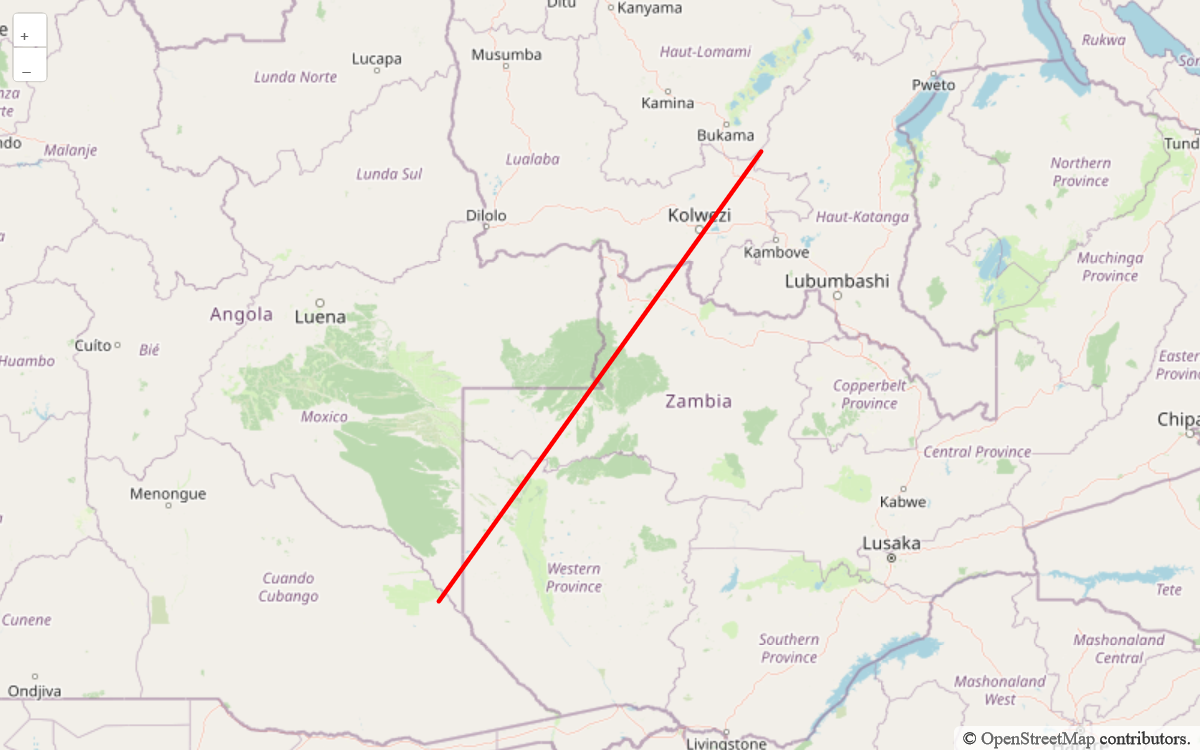 Ditu
Kanyama
+
−
Lucapa
Musumba
Haut-Lomami
Rukwa
Lunda Norte
Kamina
Pweto
Bukama
Malanje
Lualaba
Tund
Lunda Sul
Northern
Province
Dilolo
Kolwezi
Haut-Katanga
Kambove
Muchinga
Province
Lubumbashi
Angola
Luena
Cuíto
Bié
Huambo
Easter
Provin
Copperbelt
Province
Zambia
Moxico
Chipa
Central Province
Menongue
Kabwe
Lusaka
Western
Province
Cuando
Cubango
Tete
Cunene
Southern
Province
Mashonaland
Central
Mashonaland
West
Ondjiva
Livingstone
© OpenStreetMap contributors.